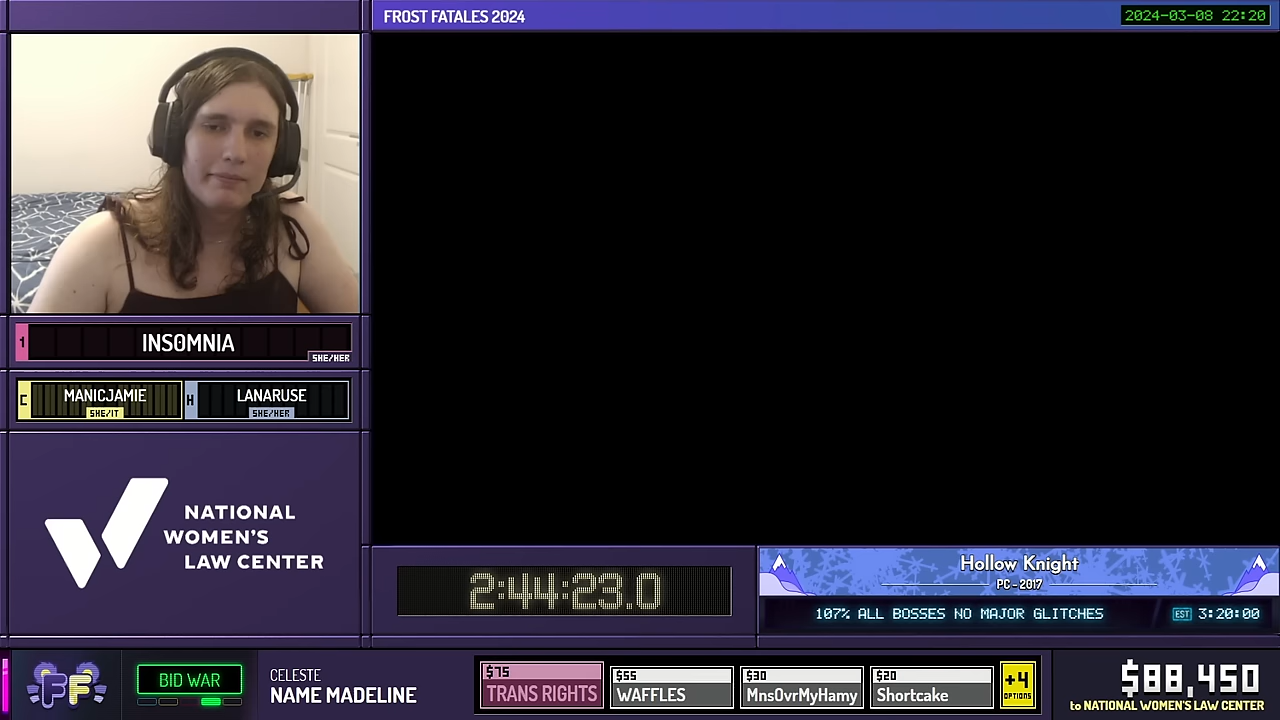 FROST FATALES 2024
2024-03-08 22:20
1
INSOMNIA
SHE/HER
C
MANICJAMIE
SHE/IT
H
LANARUSE
SHE/HER
NATIONAL
WOMEN'S
LAW CENTER
2:44:23.0
Hollow Knight
PC - 2017
107% ALL BOSSES NO MAJOR GLITCHES
EST 3:20:00
FF
BID WAR
CELESTE
NAME MADELINE
$75
TRANS RIGHTS
$55
WAFFLES
$30
MnsOvrMyHamy
$20
Shortcake
+4
OPTIONS
$88,450
to NATIONAL WOMEN'S LAW CENTER